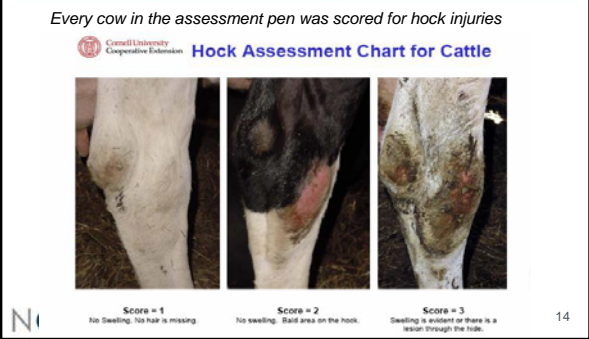 Every cow in the assessment pen was scored for hock injuries
Cornell University
Cooperative Extension
Hock Assessment Chart for Cattle
Score = 1
No Swelling. No hair is missing.
Score = 2
No swelling. Bald area on the hock.
Score = 3
Swelling is evident or there is a
lesion through the hide.
N
14